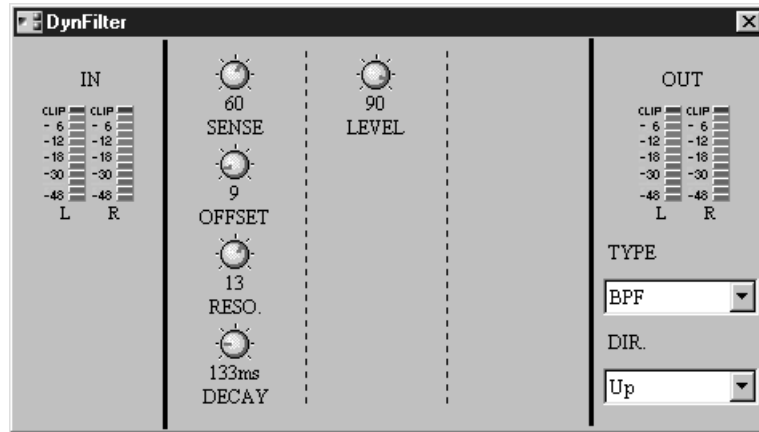 DynFilter
IN
CLIP CLIP
- 6 - 6
-12 -12
-18 -18
-30 -30
-48 -48
L R
60
SENSE
9
OFFSET
13
RESO.
133ms
DECAY
90
LEVEL
OUT
CLIP CLIP
- 6 - 6
-12 -12
-18 -18
-30 -30
-48 -48
L R
TYPE
BPF
DIR.
Up